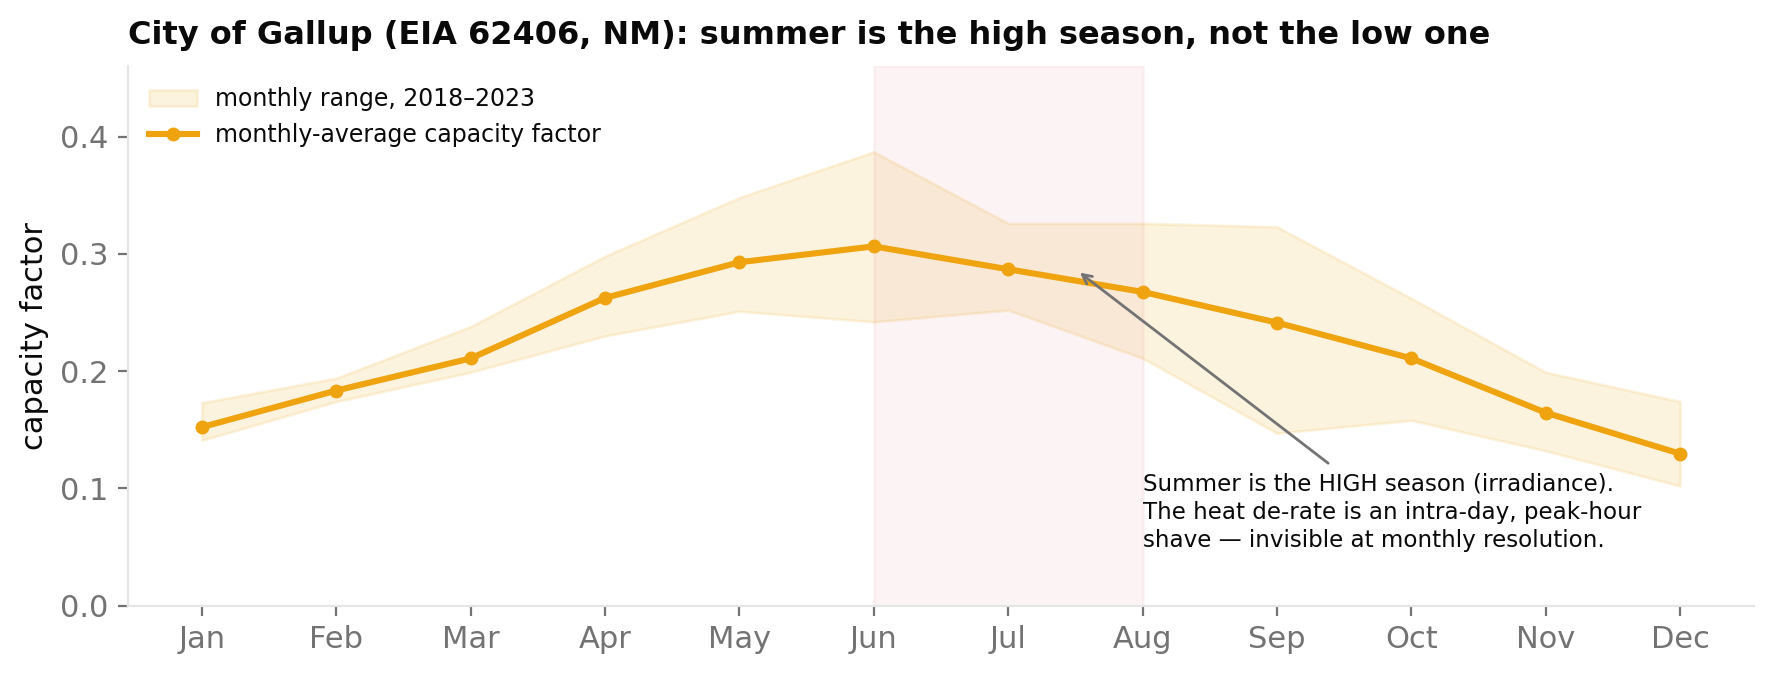 City of Gallup (EIA 62406, NM): summer is the high season, not the low one
monthly range, 2018–2023
monthly-average capacity factor
capacity factor
0.4
0.3
0.2
0.1
0.0
Summer is the HIGH season (irradiance).
The heat de-rate is an intra-day, peak-hour
shave — invisible at monthly resolution.
Jan Feb Mar Apr May Jun Jul Aug Sep Oct Nov Dec